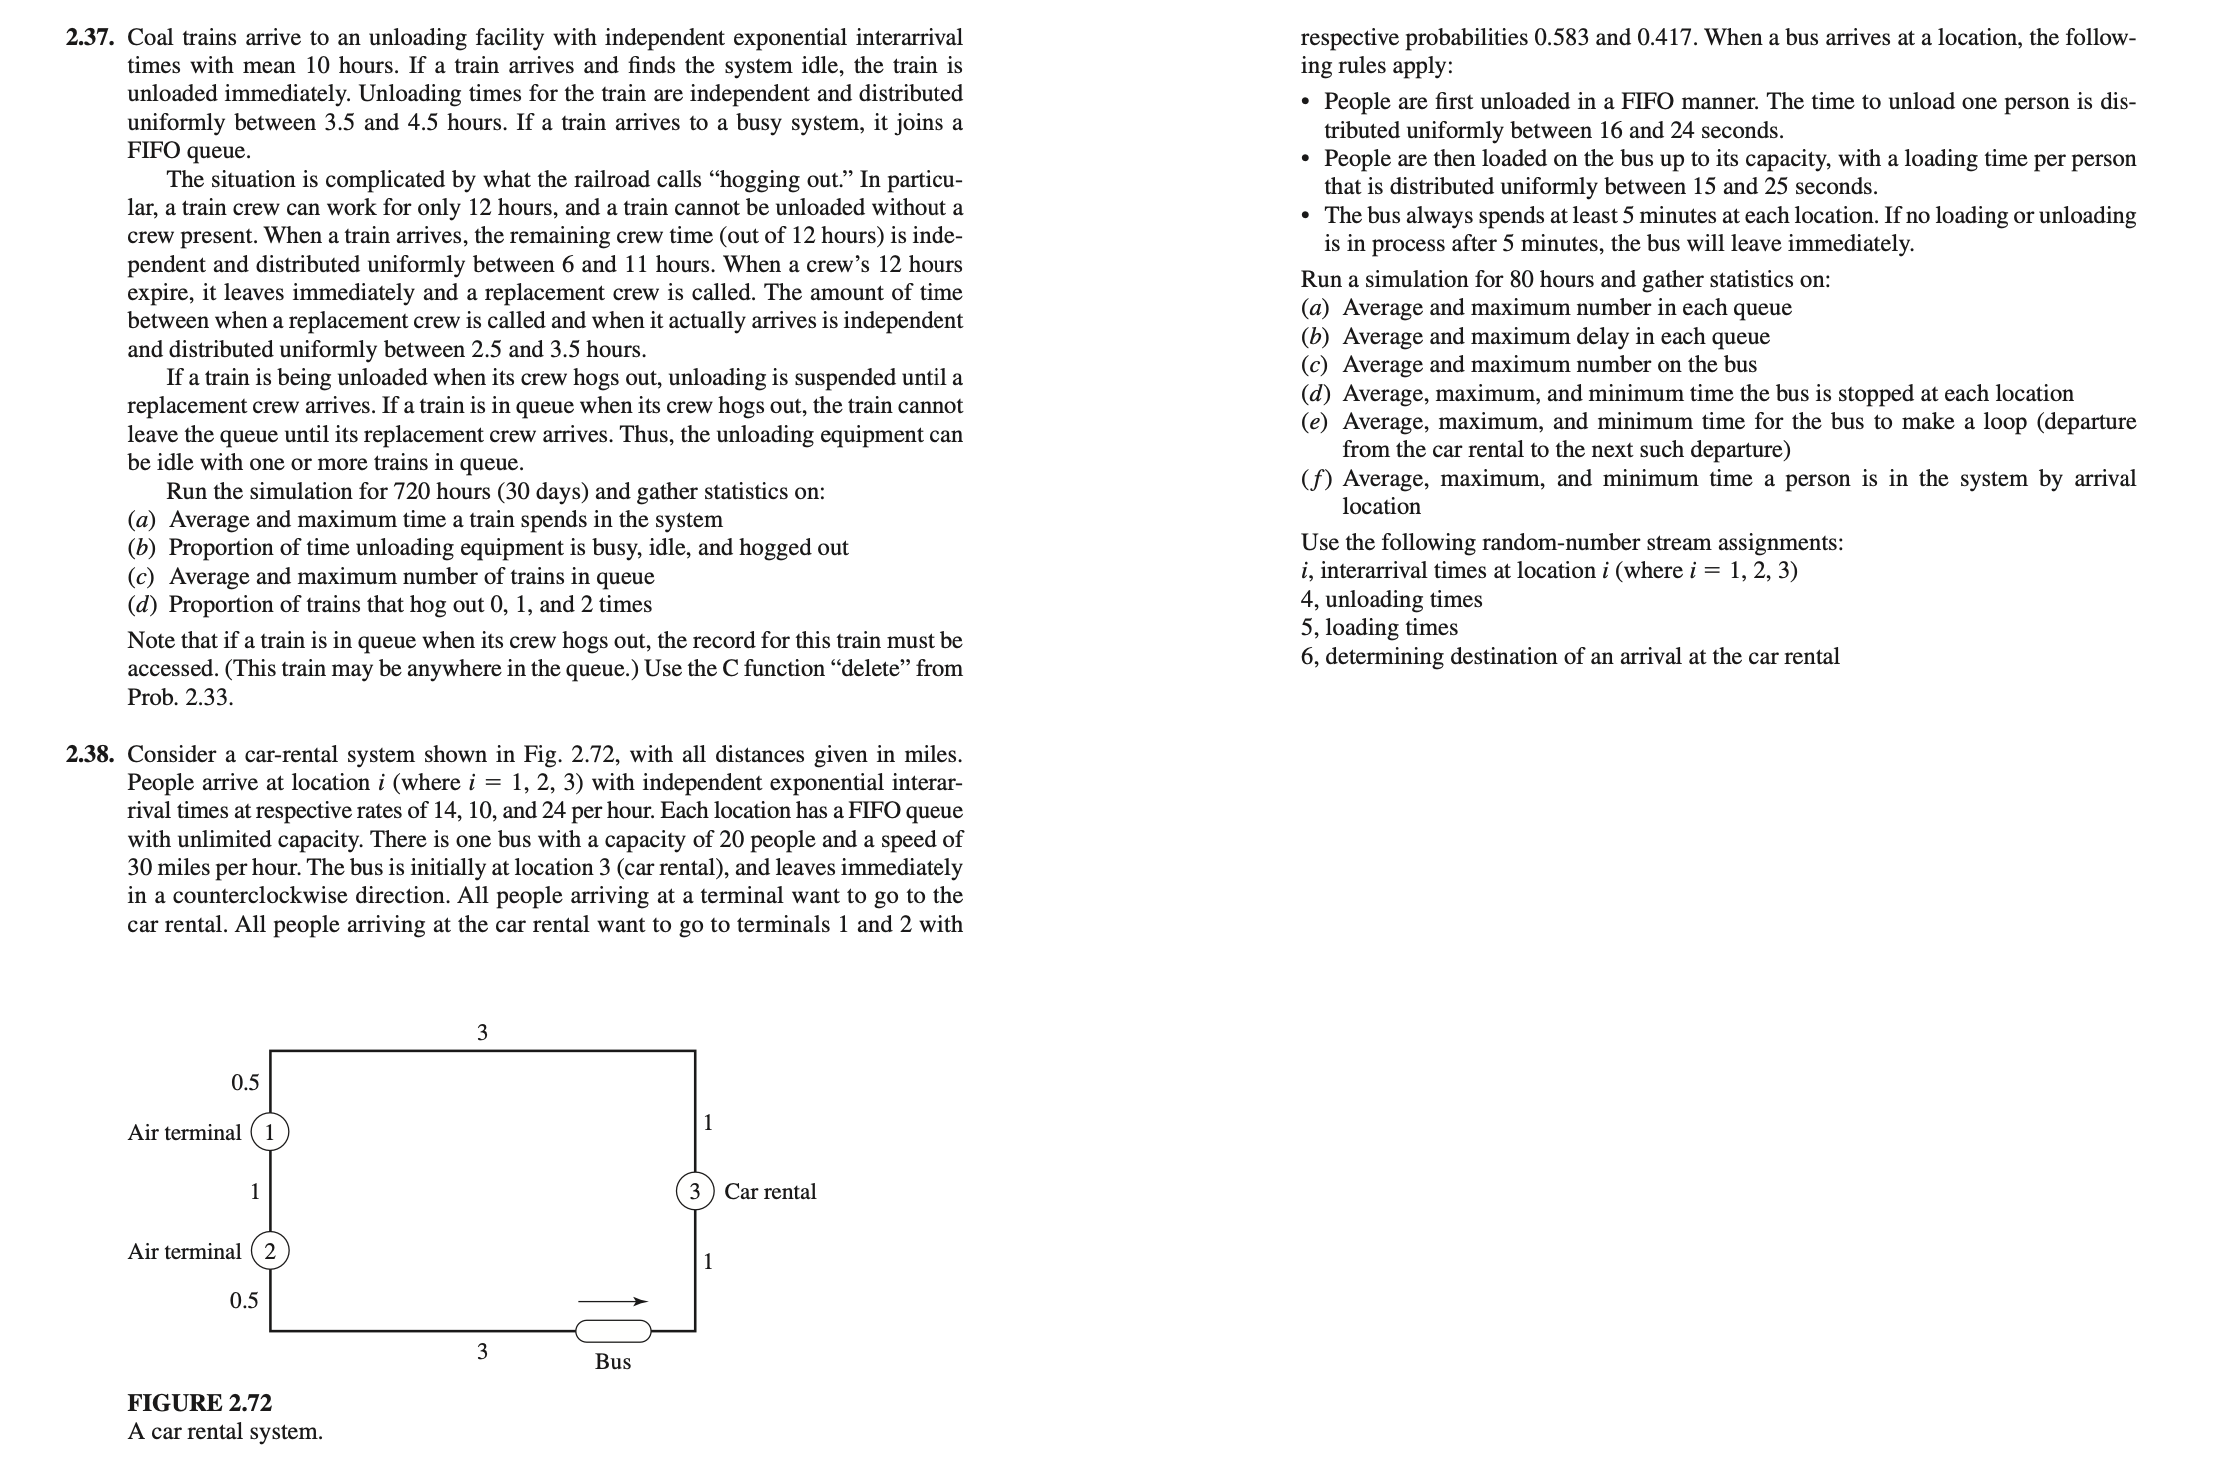 2.37. Coal trains arrive to an unloading facility with independent exponential interarrival
times with mean 10 hours. If a train arrives and finds the system idle, the train is
unloaded immediately. Unloading times for the train are independent and distributed
uniformly between 3.5 and 4.5 hours. If a train arrives to a busy system, it joins a
FIFO queue.
The situation is complicated by what the railroad calls “hogging out.” In particu-
lar, a train crew can work for only 12 hours, and a train cannot be unloaded without a
crew present. When a train arrives, the remaining crew time (out of 12 hours) is inde-
pendent and distributed uniformly between 6 and 11 hours. When a crew’s 12 hours
expire, it leaves immediately and a replacement crew is called. The amount of time
between when a replacement crew is called and when it actually arrives is independent
and distributed uniformly between 2.5 and 3.5 hours.
If a train is being unloaded when its crew hogs out, unloading is suspended until a
replacement crew arrives. If a train is in queue when its crew hogs out, the train cannot
leave the queue until its replacement crew arrives. Thus, the unloading equipment can
be idle with one or more trains in queue.
Run the simulation for 720 hours (30 days) and gather statistics on:
(a) Average and maximum time a train spends in the system
(b) Proportion of time unloading equipment is busy, idle, and hogged out
(c) Average and maximum number of trains in queue
(d) Proportion of trains that hog out 0, 1, and 2 times
Note that if a train is in queue when its crew hogs out, the record for this train must be
accessed. (This train may be anywhere in the queue.) Use the C function “delete” from
Prob. 2.33.
2.38. Consider a car-rental system shown in Fig. 2.72, with all distances given in miles.
People arrive at location i (where i = 1, 2, 3) with independent exponential interar-
rival times at respective rates of 14, 10, and 24 per hour. Each location has a FIFO queue
with unlimited capacity. There is one bus with a capacity of 20 people and a speed of
30 miles per hour. The bus is initially at location 3 (car rental), and leaves immediately
in a counterclockwise direction. All people arriving at a terminal want to go to the
car rental. All people arriving at the car rental want to go to terminals 1 and 2 with
3
0.5
Air terminal 1
1
1
3 Car rental
Air terminal 2
1
0.5
3
Bus
FIGURE 2.72
A car rental system.
respective probabilities 0.583 and 0.417. When a bus arrives at a location, the follow-
ing rules apply:
• People are first unloaded in a FIFO manner. The time to unload one person is dis-
tributed uniformly between 16 and 24 seconds.
• People are then loaded on the bus up to its capacity, with a loading time per person
that is distributed uniformly between 15 and 25 seconds.
• The bus always spends at least 5 minutes at each location. If no loading or unloading
is in process after 5 minutes, the bus will leave immediately.
Run a simulation for 80 hours and gather statistics on:
(a) Average and maximum number in each queue
(b) Average and maximum delay in each queue
(c) Average and maximum number on the bus
(d) Average, maximum, and minimum time the bus is stopped at each location
(e) Average, maximum, and minimum time for the bus to make a loop (departure
from the car rental to the next such departure)
(f) Average, maximum, and minimum time a person is in the system by arrival
location
Use the following random-number stream assignments:
i, interarrival times at location i (where i = 1, 2, 3)
4, unloading times
5, loading times
6, determining destination of an arrival at the car rental